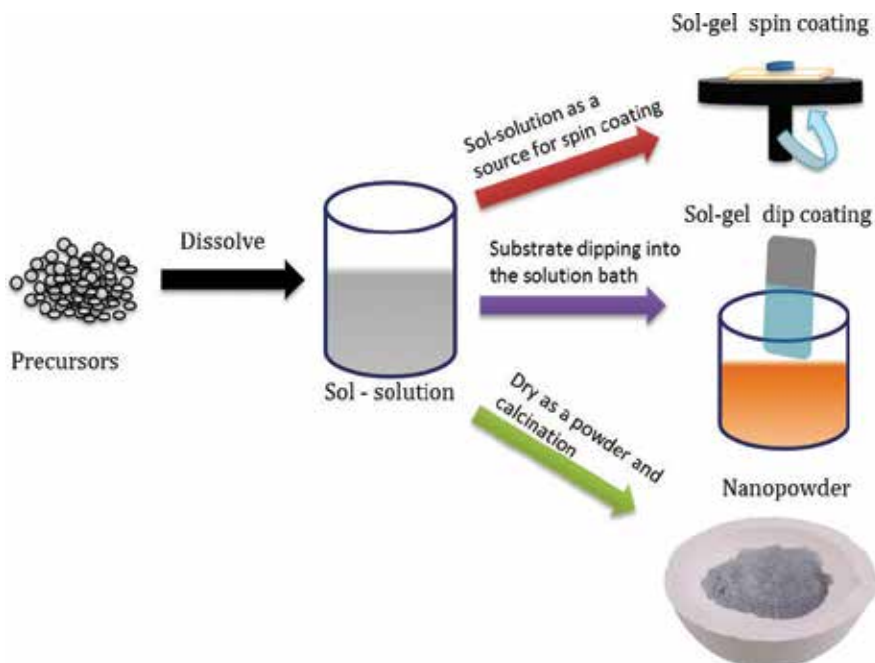 Sol-gel spin coating
Sol-solution as a
source for spin coating
Sol-gel dip coating
Dissolve
Substrate dipping into
the solution bath
Precursors
Sol - solution
Dry as a powder and
calcination
Nanopowder